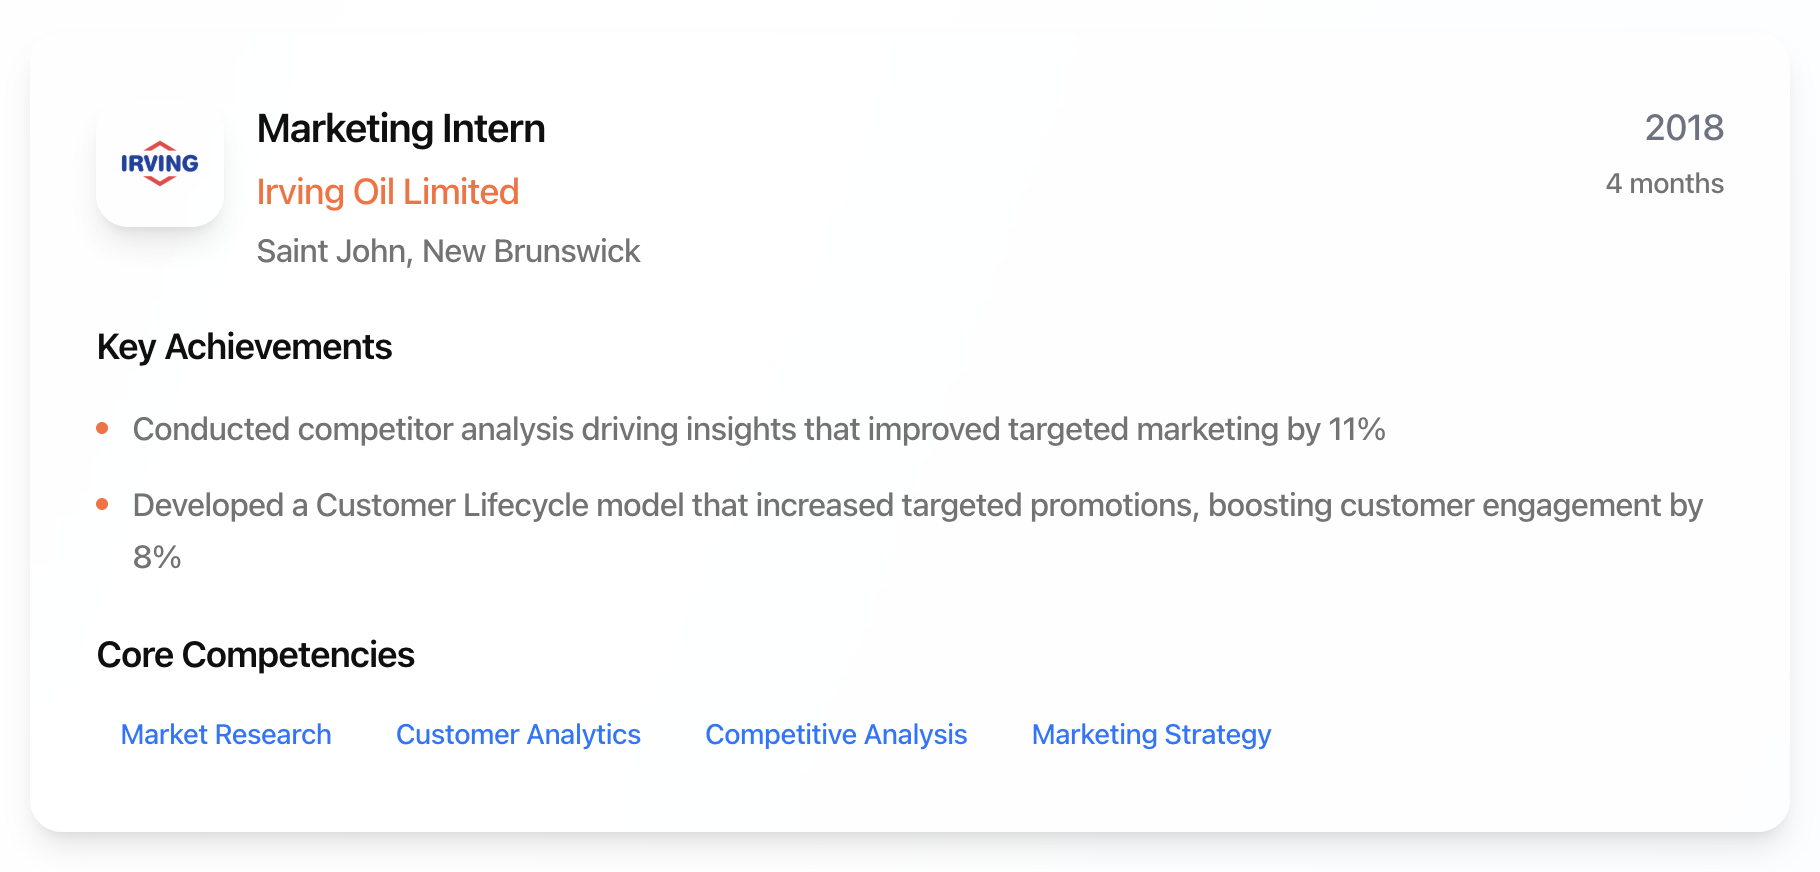 IRVING
Marketing Intern
Irving Oil Limited
Saint John, New Brunswick
2018
4 months
Key Achievements
Conducted competitor analysis driving insights that improved targeted marketing by 11%
Developed a Customer Lifecycle model that increased targeted promotions, boosting customer engagement by
8%
Core Competencies
Market Research
Customer Analytics
Competitive Analysis
Marketing Strategy